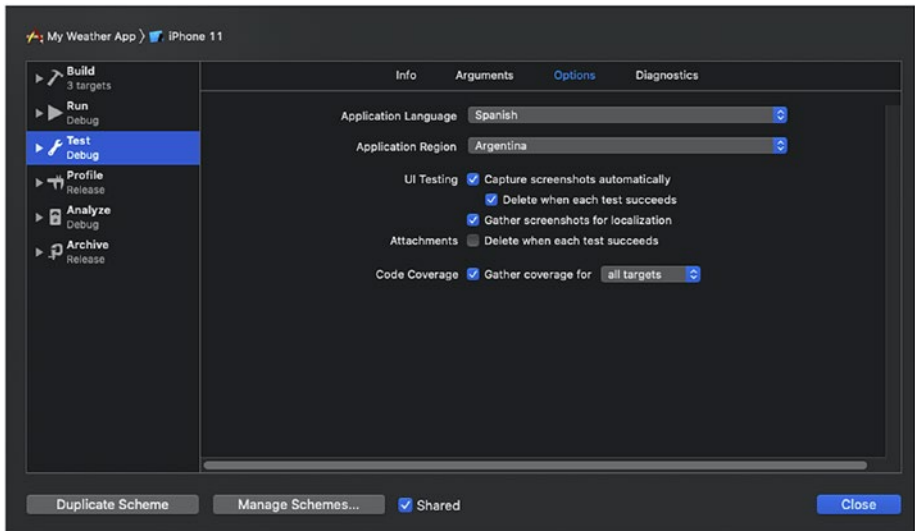 My Weather App 〉 iPhone 11
Build
3 targets
Run
Debug
Test
Debug
Profile
Release
Analyze
Debug
Archive
Release
Info Arguments Options Diagnostics
Application Language Spanish
Application Region Argentina
UI Testing Capture screenshots automatically
Delete when each test succeeds
Gather screenshots for localization
Attachments Delete when each test succeeds
Code Coverage Gather coverage for all targets
Duplicate Scheme Manage Schemes... Shared Close